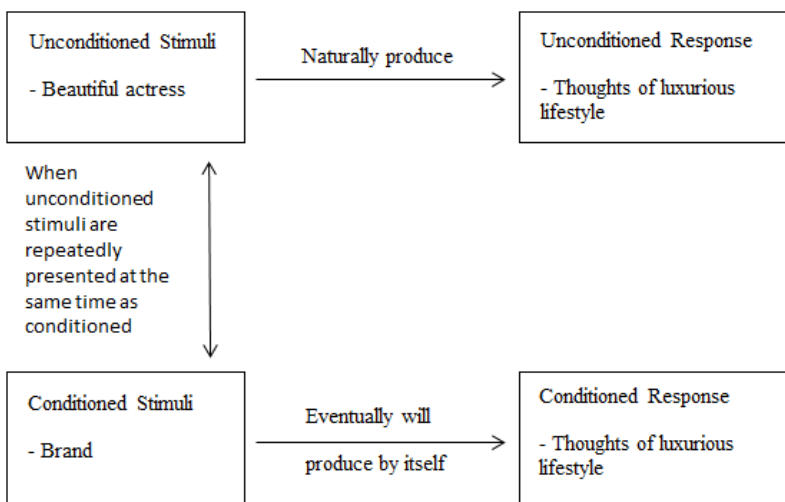 Unconditioned Stimuli
- Beautiful actress
Naturally produce
Unconditioned Response
- Thoughts of luxurious
lifestyle
When
unconditioned
stimuli are
repeatedly
presented at the
same time as
conditioned
Conditioned Stimuli
- Brand
Eventually will
produce by itself
Conditioned Response
- Thoughts of luxurious
lifestyle